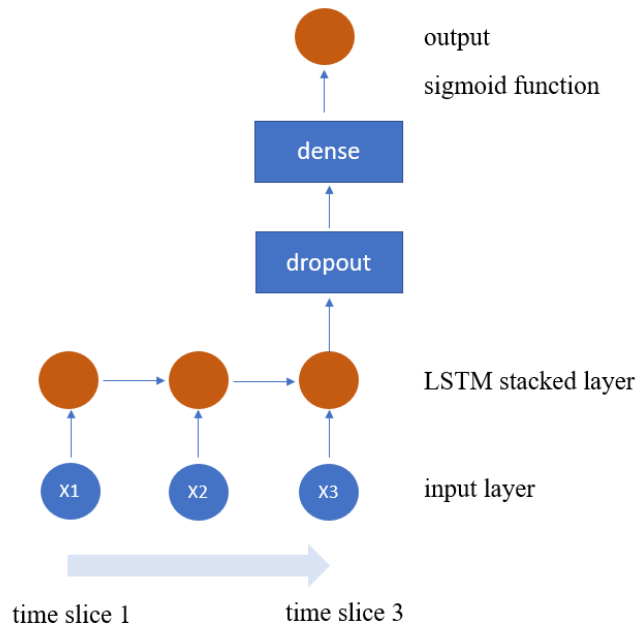 output
sigmoid function
dense
dropout
LSTM stacked layer
X1 X2 X3 input layer
time slice 1 time slice 3